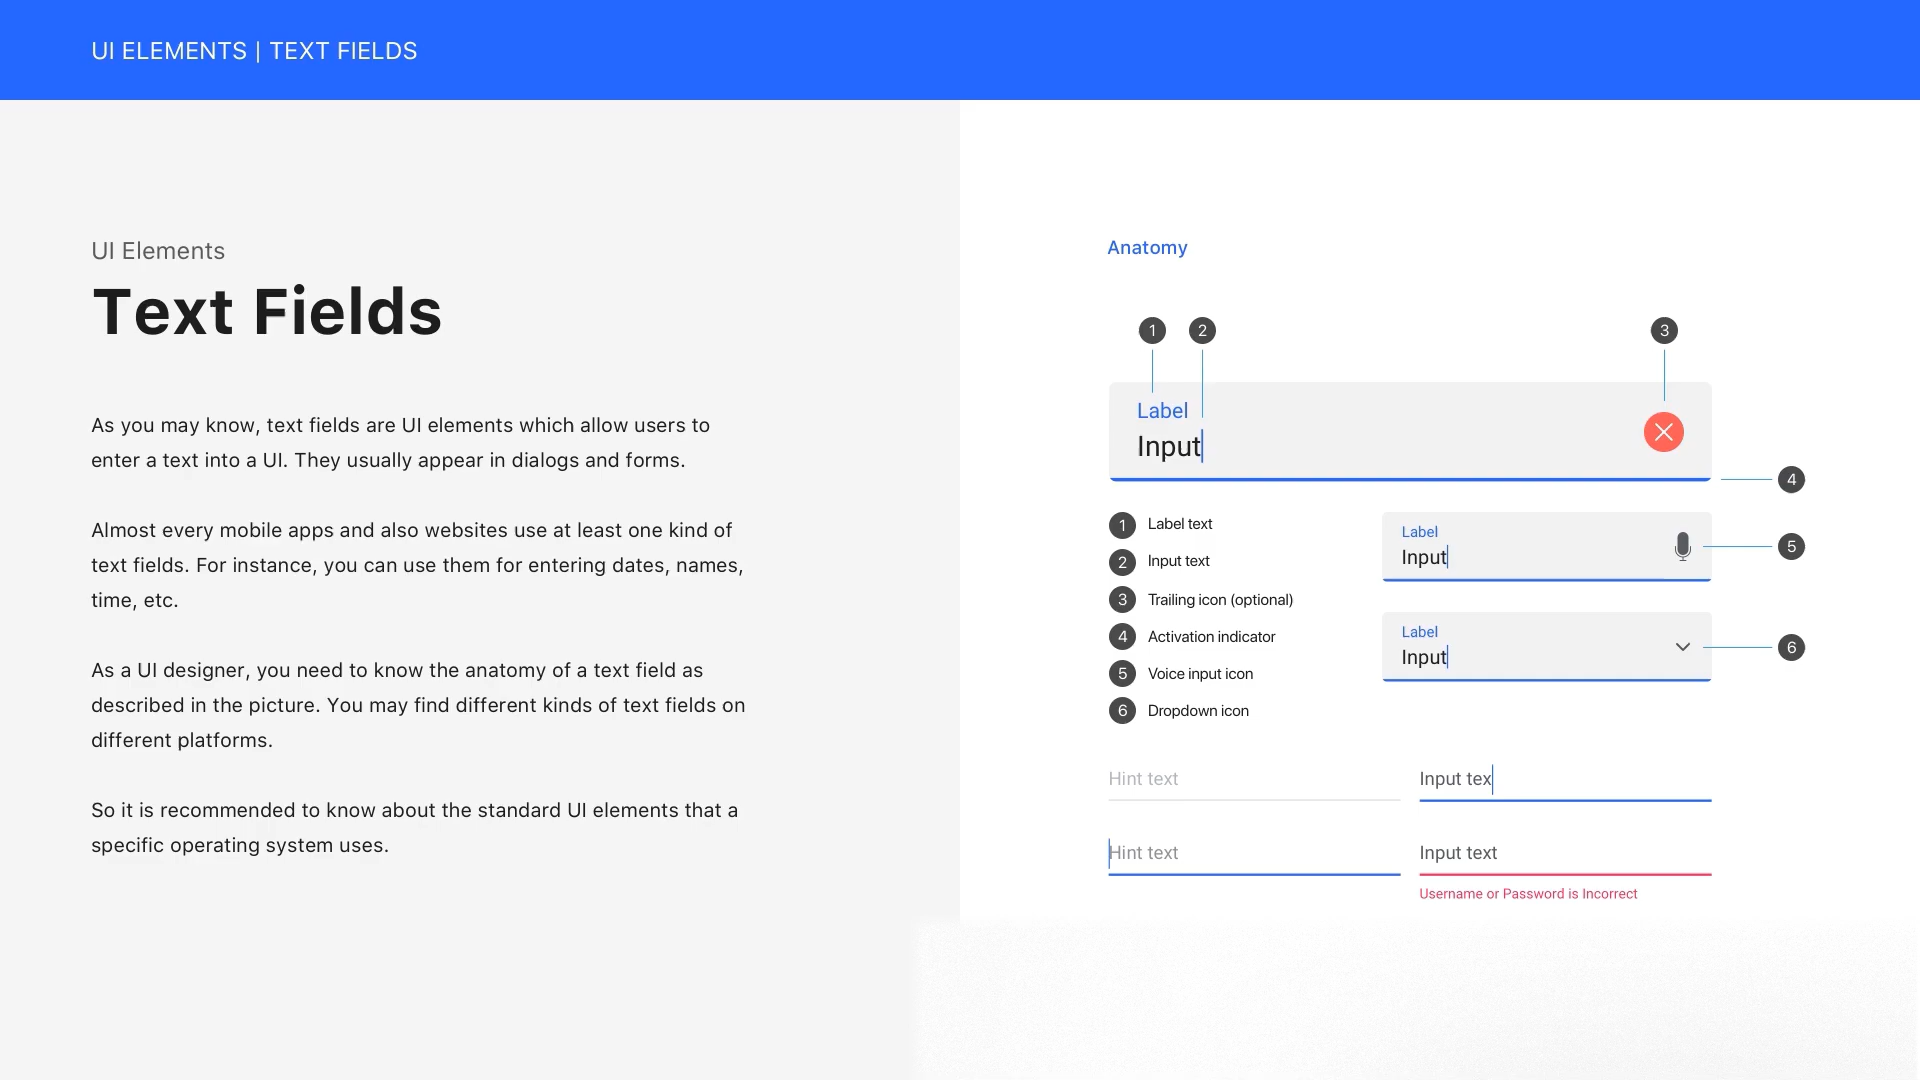 UI ELEMENTS | TEXT FIELDS
UI Elements
Text Fields
As you may know, text fields are UI elements which allow users to
enter a text into a UI. They usually appear in dialogs and forms.
Almost every mobile apps and also websites use at least one kind of
text fields. For instance, you can use them for entering dates, names,
time, etc.
As a UI designer, you need to know the anatomy of a text field as
described in the picture. You may find different kinds of text fields on
different platforms.
So it is recommended to know about the standard UI elements that a
specific operating system uses.
Anatomy
1 2 3
Label
Input
4
1 Label text
2 Input text
3 Trailing icon (optional)
4 Activation indicator
5 Voice input icon
6 Dropdown icon
Label
Input
5
Label
Input
6
Hint text
Input tex
Hint text
Input text
Username or Password is Incorrect